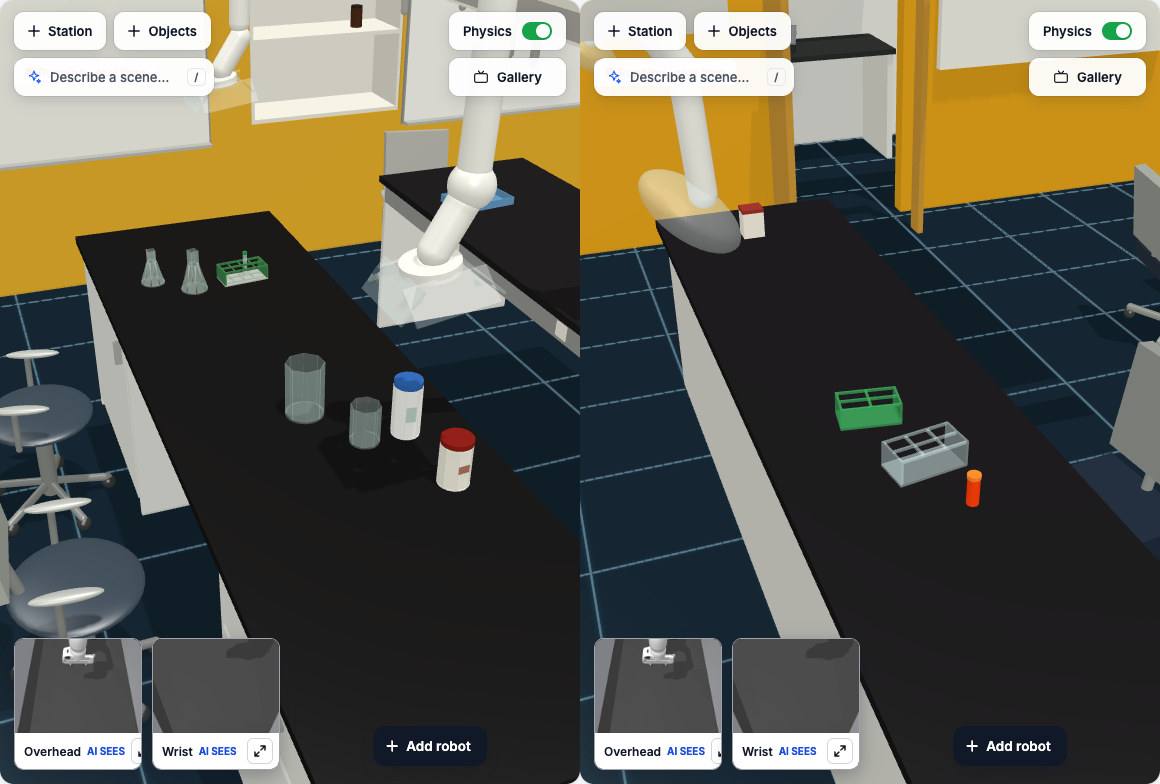 Station
Objects
Physics
Describe a scene...
/
Gallery
Overhead AI SEES
Wrist AI SEES
Add robot
Station
Objects
Physics
Describe a scene...
/
Gallery
Overhead AI SEES
Wrist AI SEES
Add robot